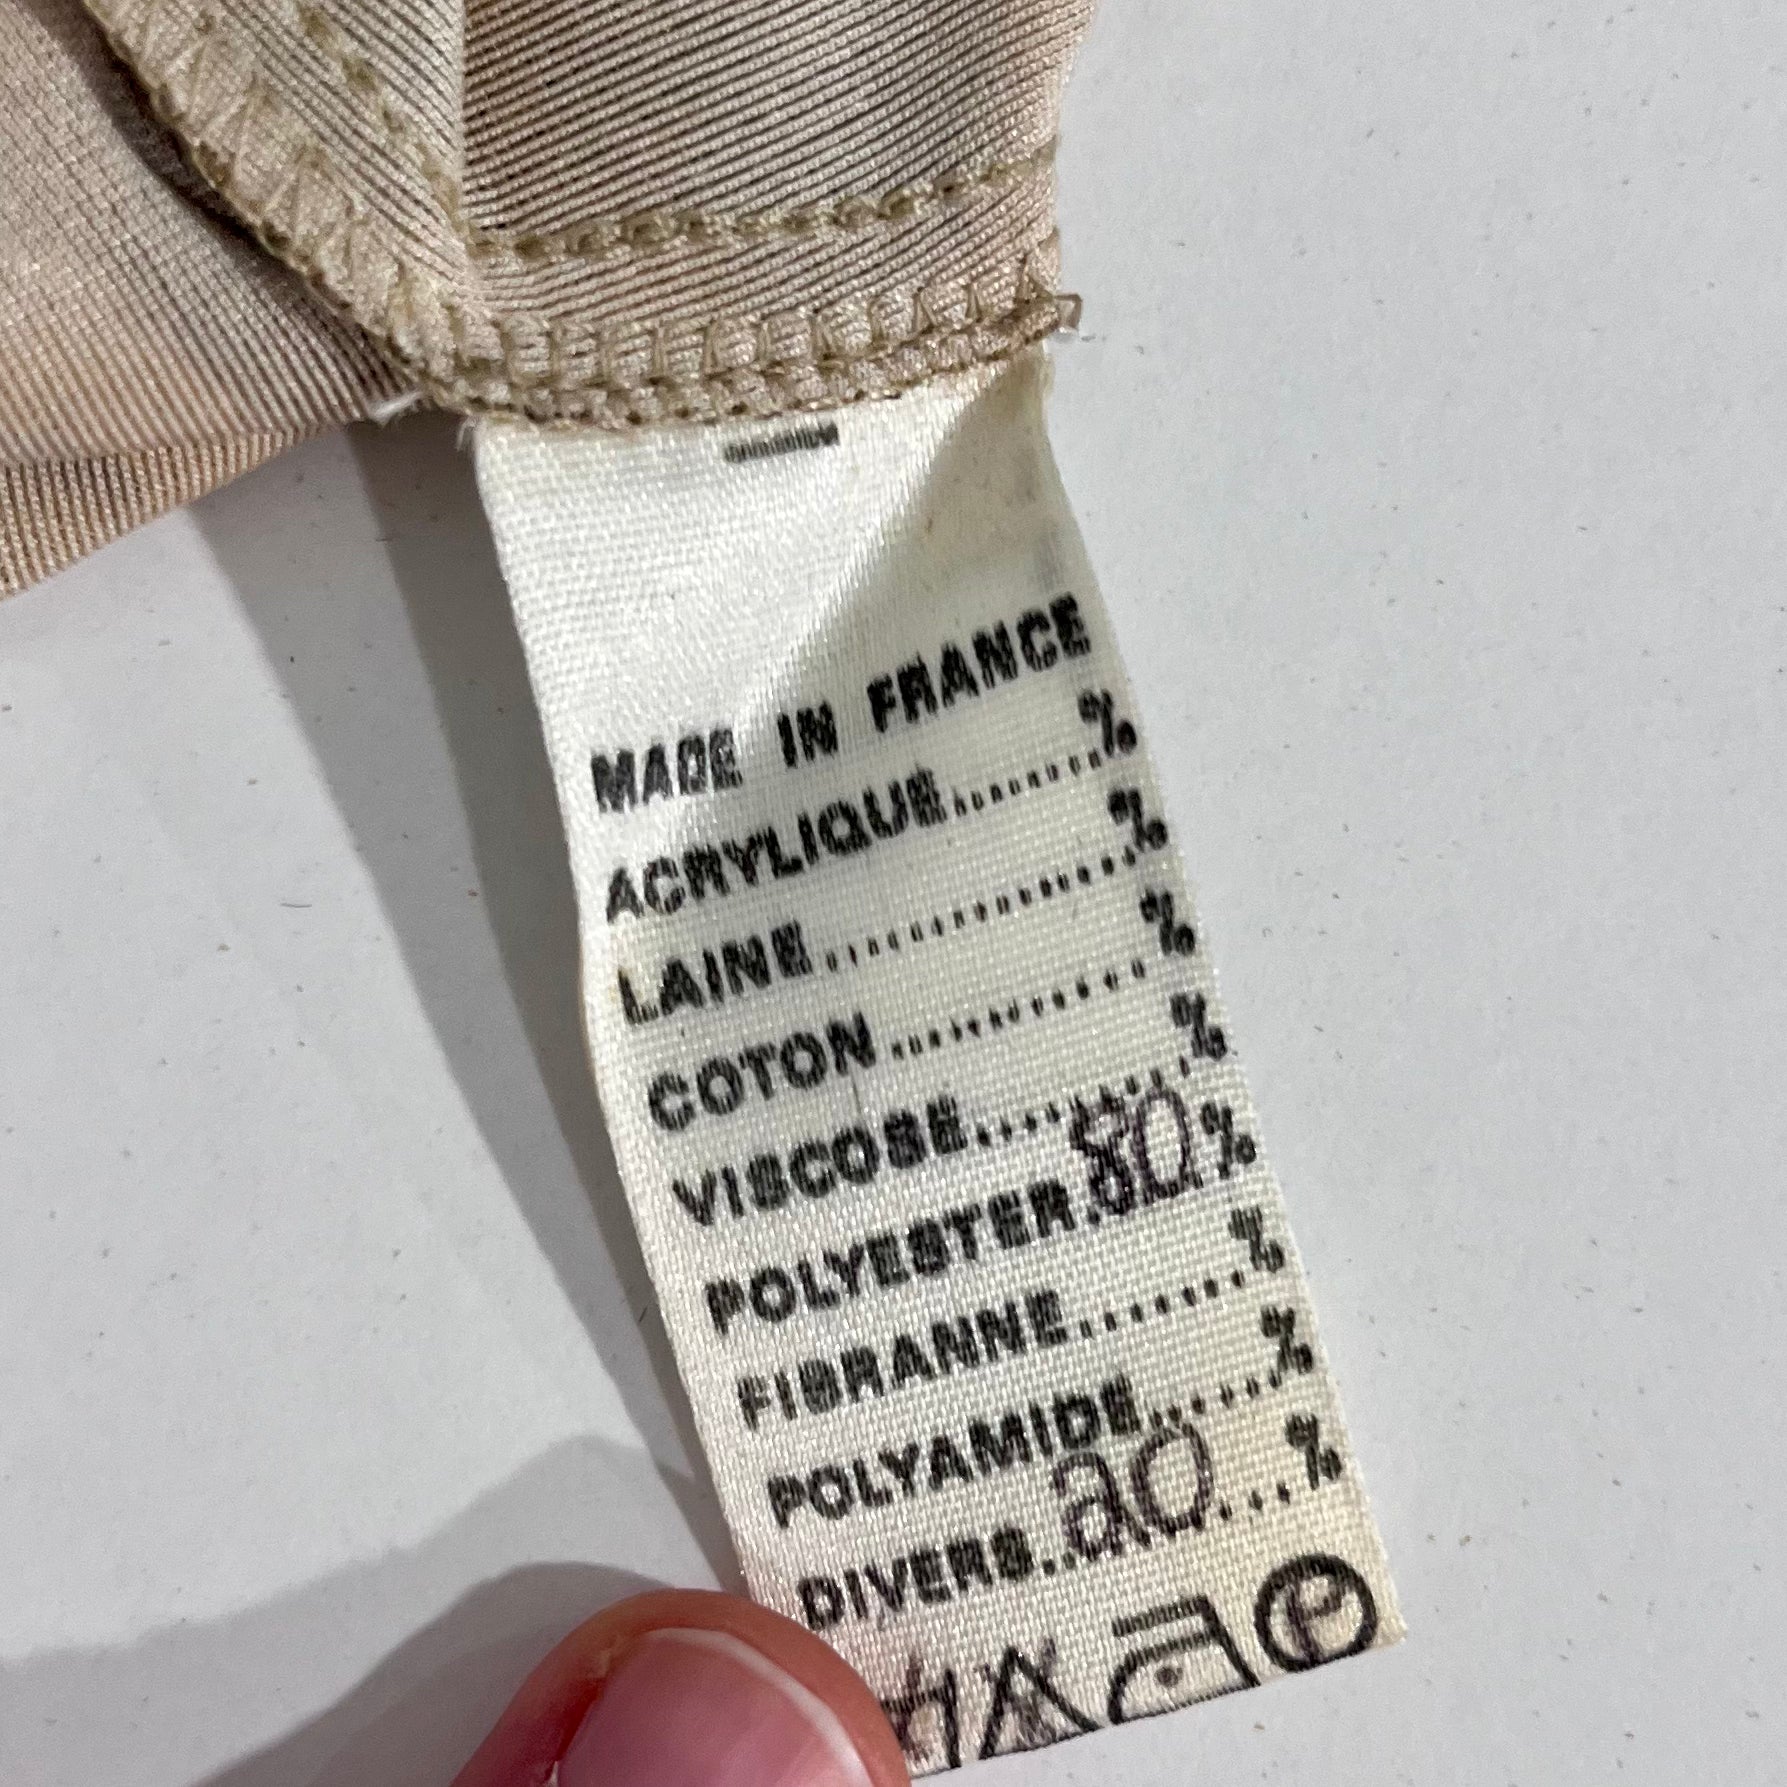 MADE IN FRANCE
ACRYLIQUE.........%
LAINE..................%
COTON...............%
VISCOSE............%
POLYESTER.80%
FIBRANNE........%
POLYAMIDE.......%
DIVERS..20....%
P